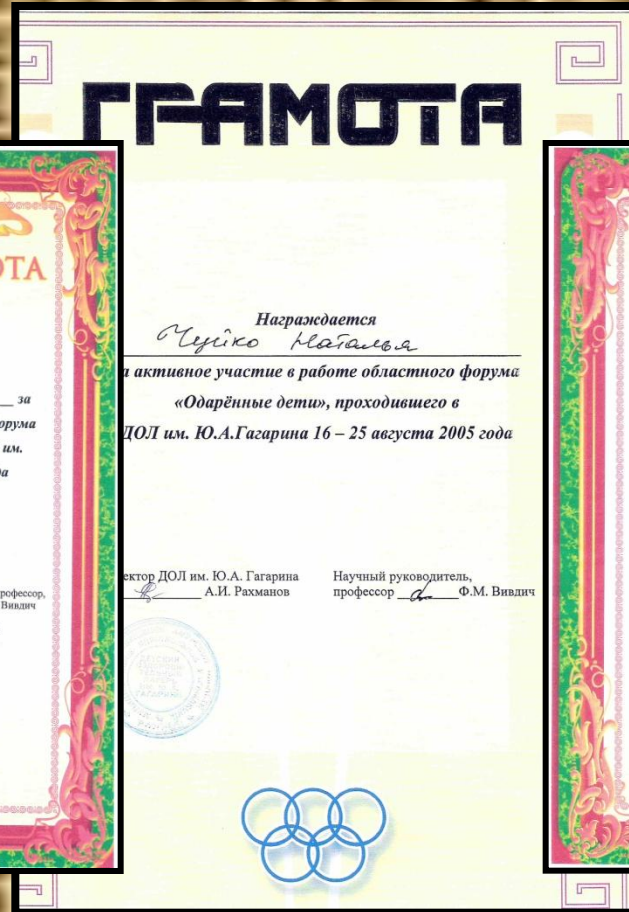 ГРАМОТА
Награждается
Чуйко Наталья
а активное участие в работе областного форума
«Одарённые дети», проходившего в
ДОЛ им. Ю.А.Гагарина 16 – 25 августа 2005 года
ектор ДОЛ им. Ю.А. Гагарина
А.И. Рахманов
Научный руководитель,
профессор Ф.М. Вивдич
ОТА
за
орума
им.
да
рофессор,
Вивдич